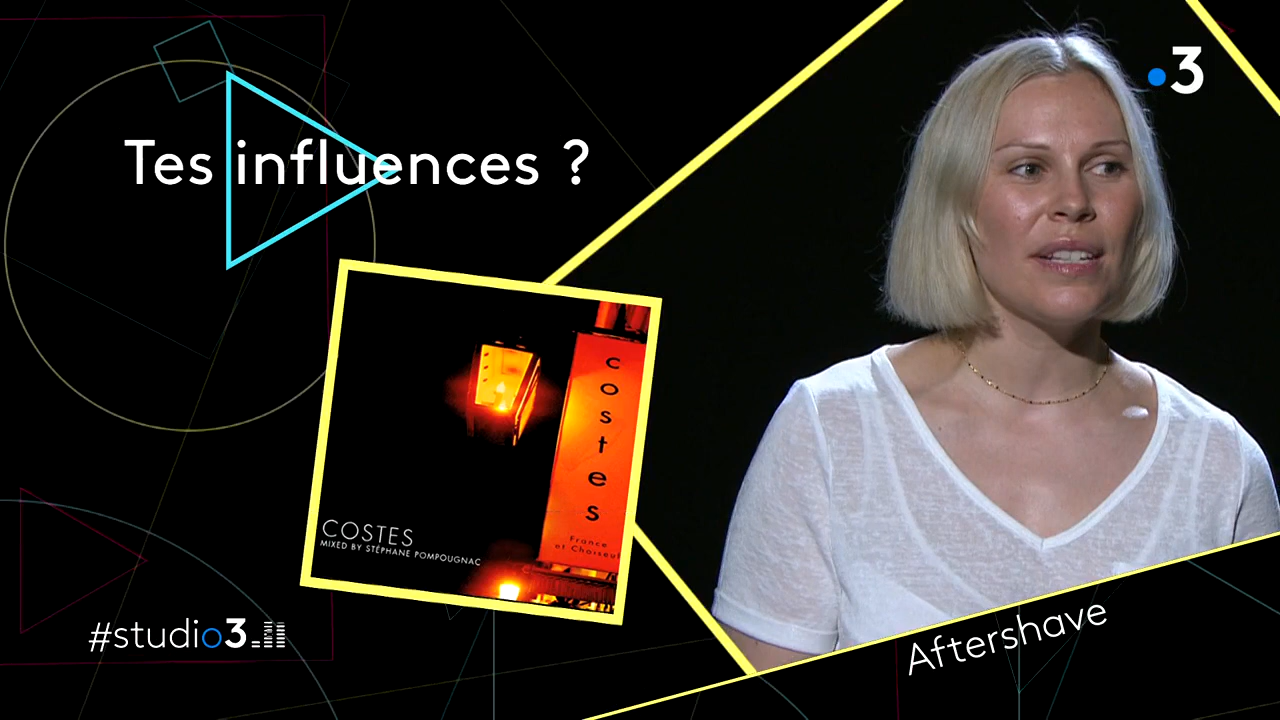 Tes influences ?
3
costes
France
et Choiseul
COSTES
MIXED BY STÉPHANE POMPOUGNAC
#studio3
Aftershave